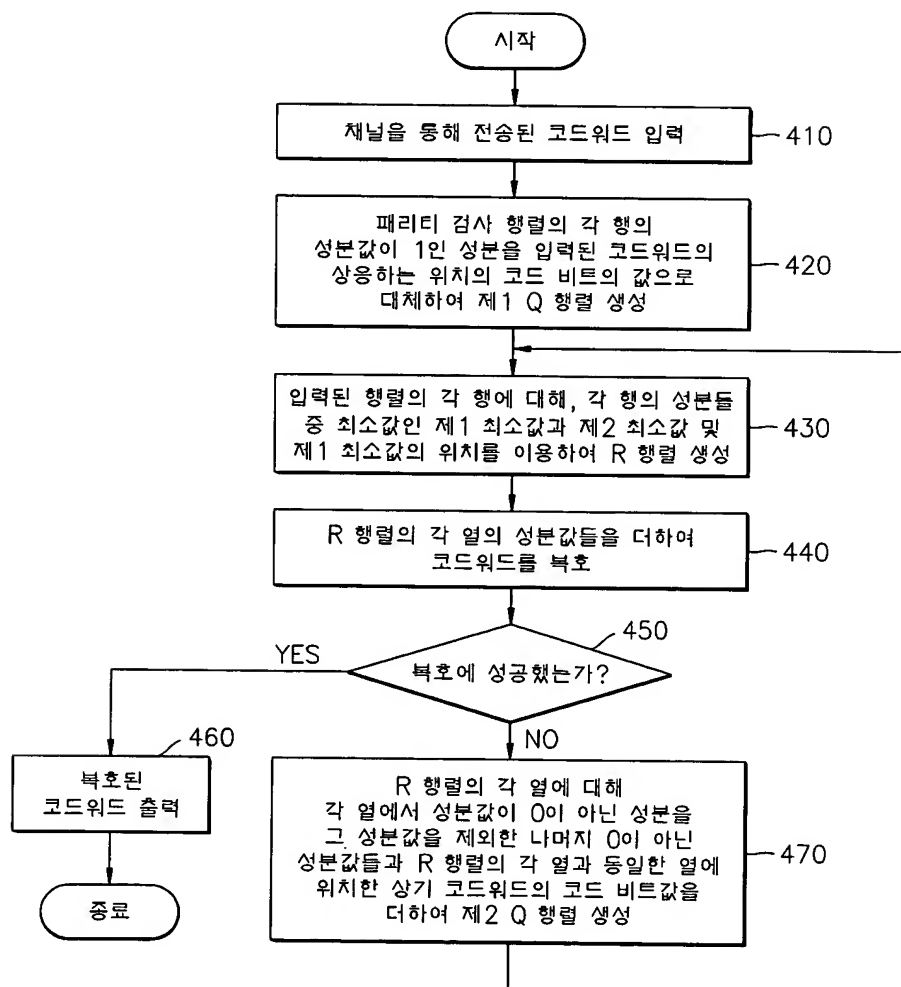 시작
채널을 통해 전송된 코드워드 입력
410
패리티 검사 행렬의 각 행의
성분값이 1인 성분을 입력된 코드워드의
상응하는 위치의 코드 비트의 값으로
대체하여 제1 Q 행렬 생성
420
입력된 행렬의 각 행에 대해, 각 행의 성분들
중 최소값인 제1 최소값과 제2 최소값 및
제1 최소값의 위치를 이용하여 R 행렬 생성
430
R 행렬의 각 열의 성분값들을 더하여
코드워드를 복호
440
450
YES
복호에 성공했는가?
NO
460
복호된
코드워드 출력
R 행렬의 각 열에 대해
각 열에서 성분값이 0이 아닌 성분을
그 성분값을 제외한 나머지 0이 아닌
성분값들과 R 행렬의 각 열과 동일한 열에
위치한 상기 코드워드의 코드 비트값을
더하여 제2 Q 행렬 생성
470
종료